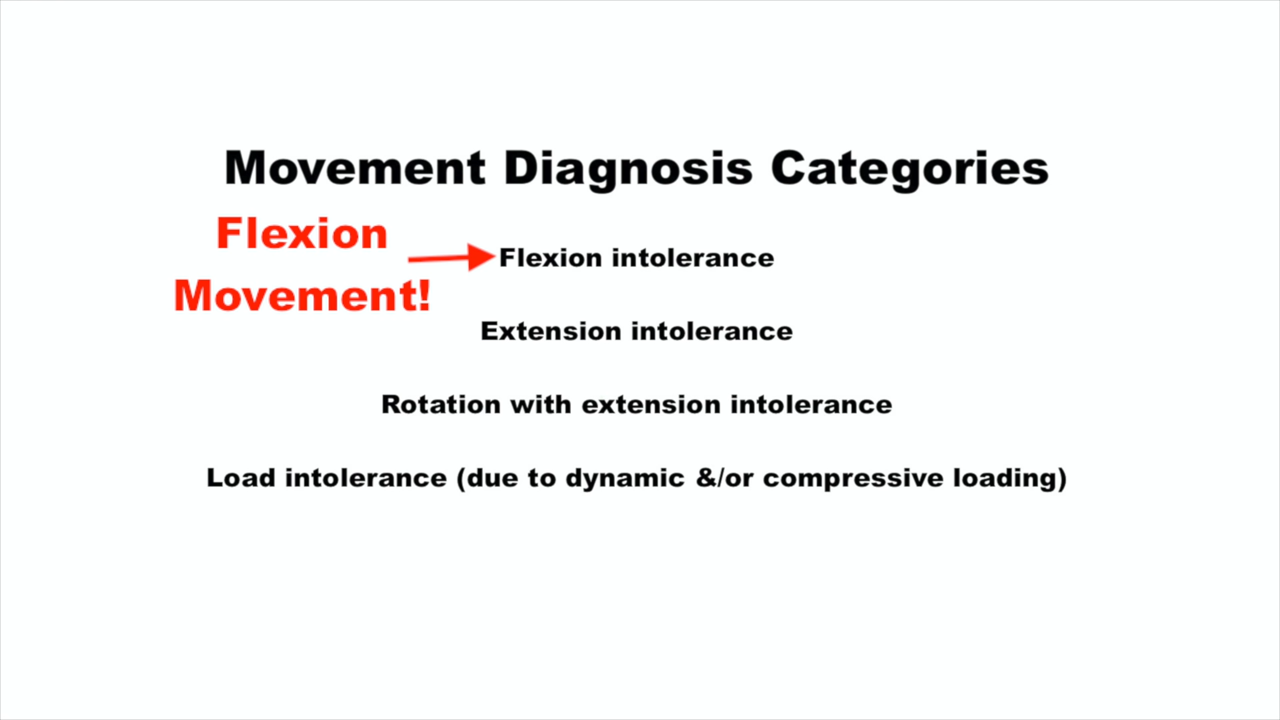 Movement Diagnosis Categories
Flexion
Movement!
Flexion intolerance
Extension intolerance
Rotation with extension intolerance
Load intolerance (due to dynamic &/or compressive loading)